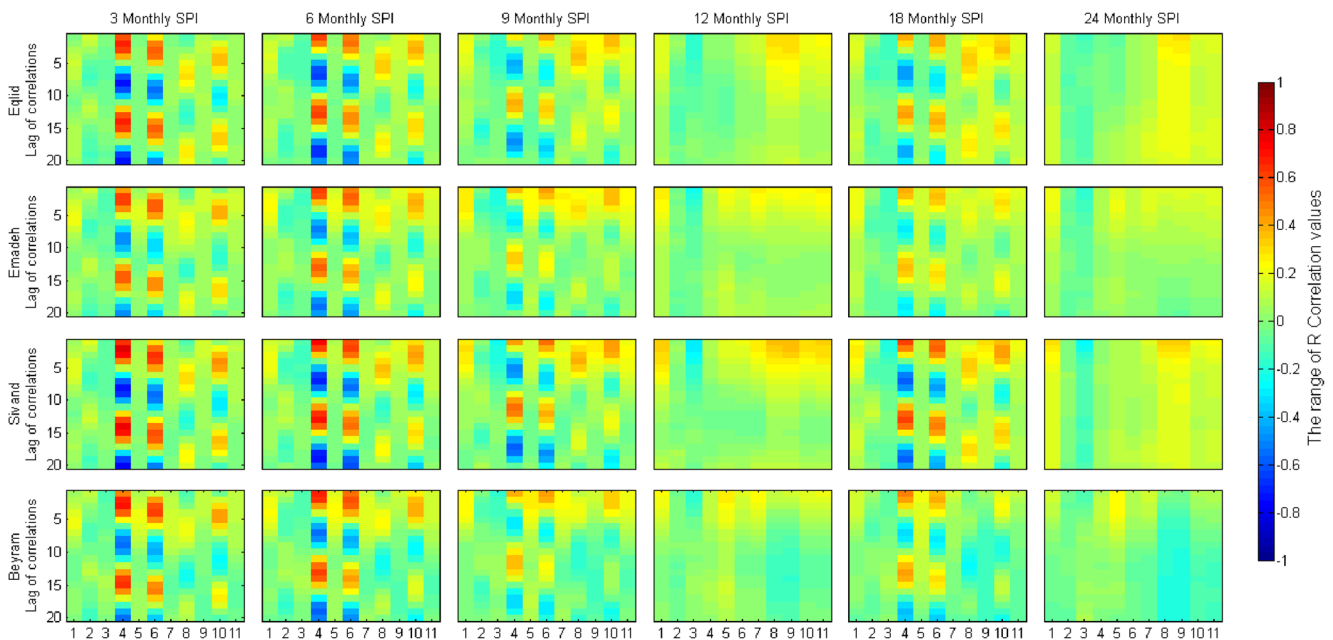 3 Monthly SPI 6 Monthly SPI 9 Monthly SPI 12 Monthly SPI 18 Monthly SPI 24 Monthly SPI
Eqlid
Lag of correlations
5
10
15
20
Emadeh
Lag of correlations
5
10
15
20
Sivand
Lag of correlations
5
10
15
20
Beyram
Lag of correlations
5
10
15
20
1 2 3 4 5 6 7 8 9 10 11 1 2 3 4 5 6 7 8 9 10 11 1 2 3 4 5 6 7 8 9 10 11 1 2 3 4 5 6 7 8 9 10 11 1 2 3 4 5 6 7 8 9 10 11 1 2 3 4 5 6 7 8 9 10 11
1
0.8
0.6
0.4
0.2
0
-0.2
-0.4
-0.6
-0.8
-1
The range of R Correlation values